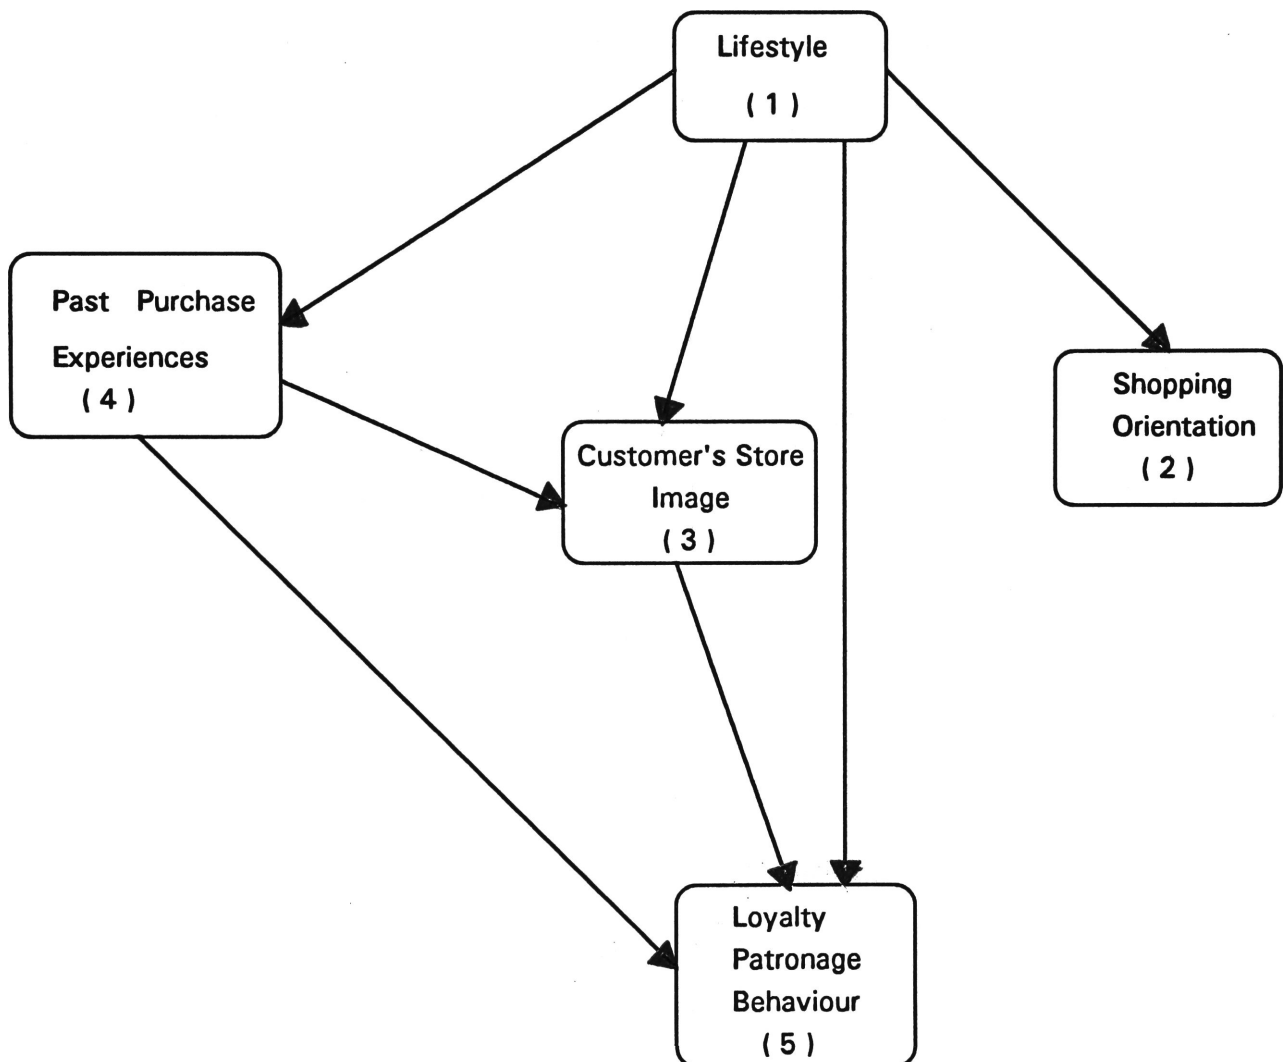 Lifestyle
( 1 )
Past Purchase
Experiences
( 4 )
Customer's Store
Image
( 3 )
Shopping
Orientation
( 2 )
Loyalty
Patronage
Behaviour
( 5 )